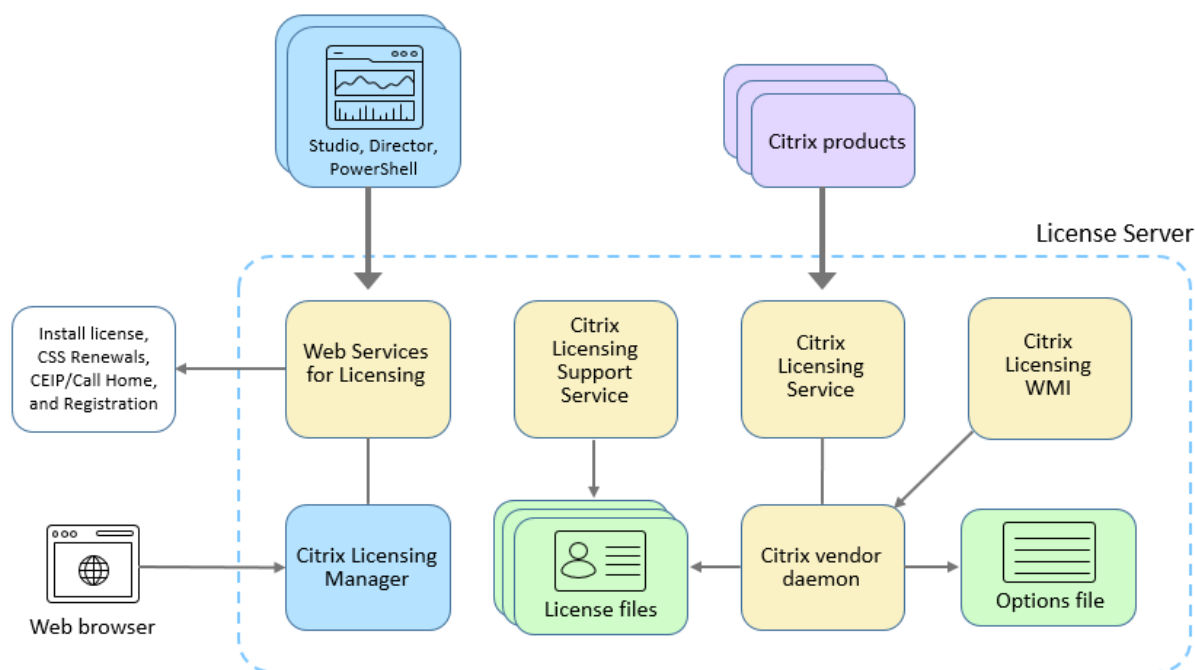 Studio, Director,
PowerShell
Citrix products
License Server
Install license,
CSS Renewals,
CEIP/Call Home,
and Registration
Web Services
for Licensing
Citrix
Licensing
Support
Service
Citrix
Licensing
Service
Citrix
Licensing
WMI
Web browser
Citrix Licensing
Manager
License files
Citrix vendor
daemon
Options file